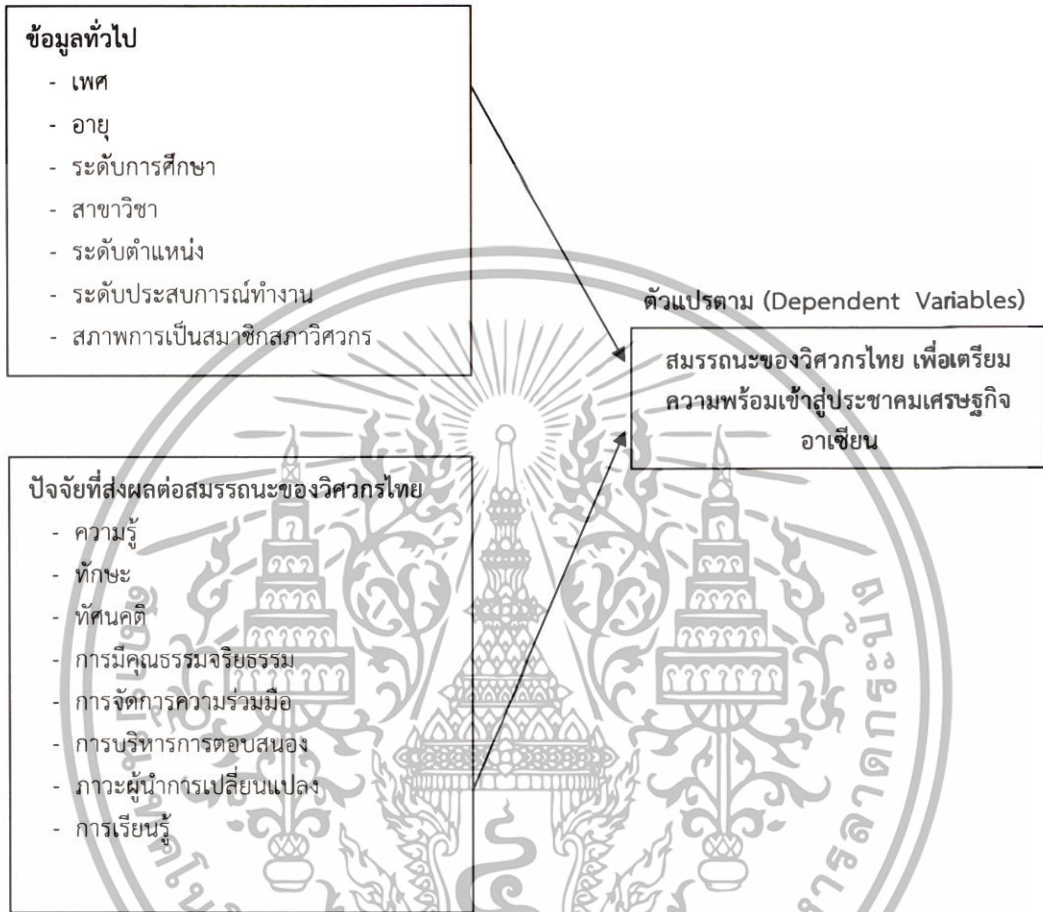 ข้อมูลทั่วไป
- เพศ
- อายุ
- ระดับการศึกษา
- สาขาวิชา
- ระดับตำแหน่ง
- ระดับประสบการณ์ทำงาน
- สภาพการเป็นสมาชิกสภาวิศวกร
ตัวแปรตาม (Dependent Variables)
สมรรถนะของวิศวกรไทย เพื่อเตรียม
ความพร้อมเข้าสู่ประชาคมเศรษฐกิจ
อาเซียน
ปัจจัยที่ส่งผลต่อสมรรถนะของวิศวกรไทย
- ความรู้
- ทักษะ
- ทัศนคติ
- การมีคุณธรรมจริยธรรม
- การจัดการความร่วมมือ
- การบริหารการตอบสนอง
- ภาวะผู้นำการเปลี่ยนแปลง
- การเรียนรู้